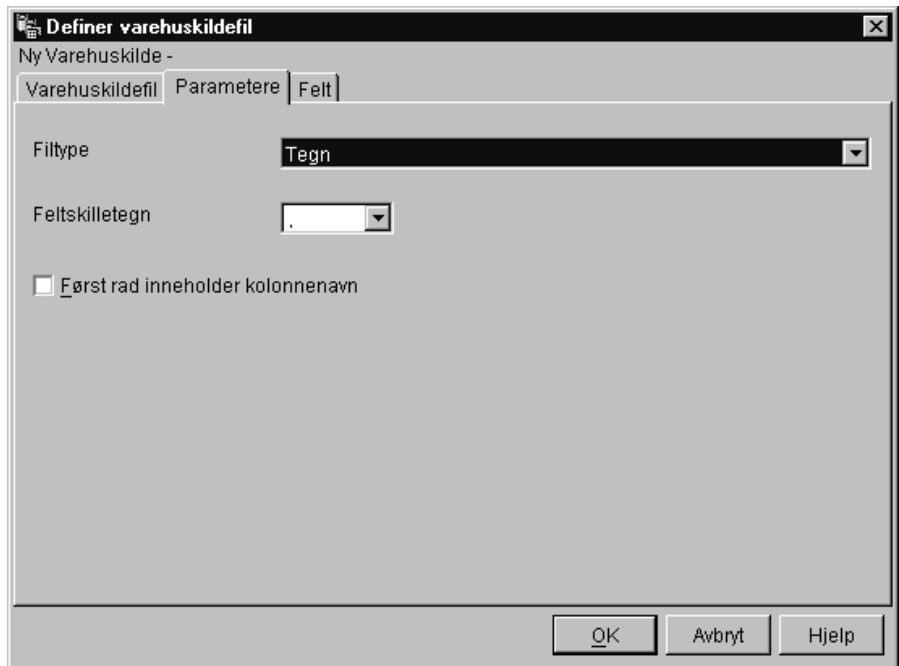 Definer varehuskildefil
Ny Varehuskilde -
Varehuskildefil Parametere Felt
Filtype Tegn
Feltskilletegn ,
Først rad inneholder kolonnenavn
OK Avbryt Hjelp